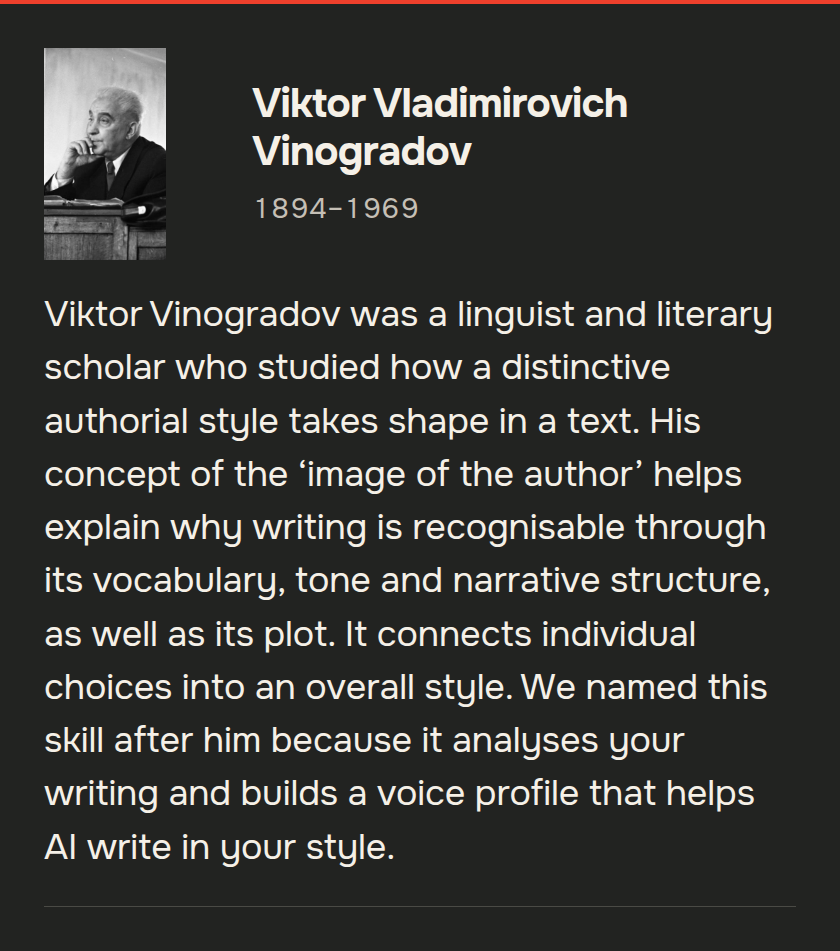 Viktor Vladimirovich
Vinogradov
1894–1969
Viktor Vinogradov was a linguist and literary
scholar who studied how a distinctive
authorial style takes shape in a text. His
concept of the ‘image of the author’ helps
explain why writing is recognisable through
its vocabulary, tone and narrative structure,
as well as its plot. It connects individual
choices into an overall style. We named this
skill after him because it analyses your
writing and builds a voice profile that helps
AI write in your style.